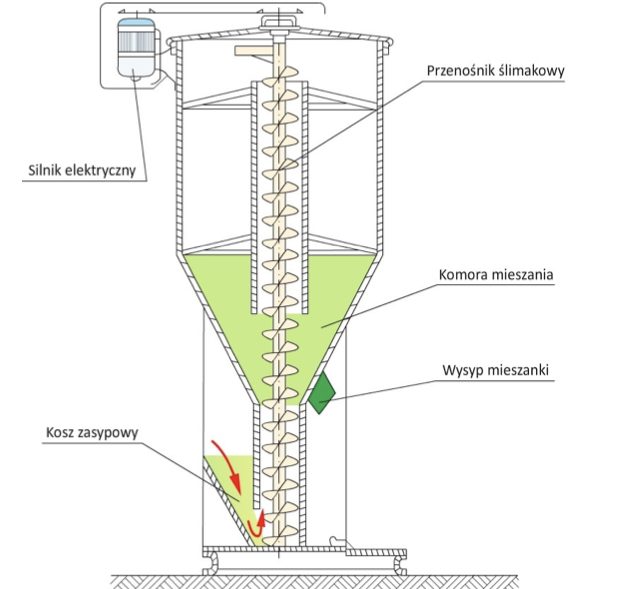 Przenośnik ślimakowy
Silnik elektryczny
Komora mieszania
Wysyp mieszanki
Kosz zasypowy